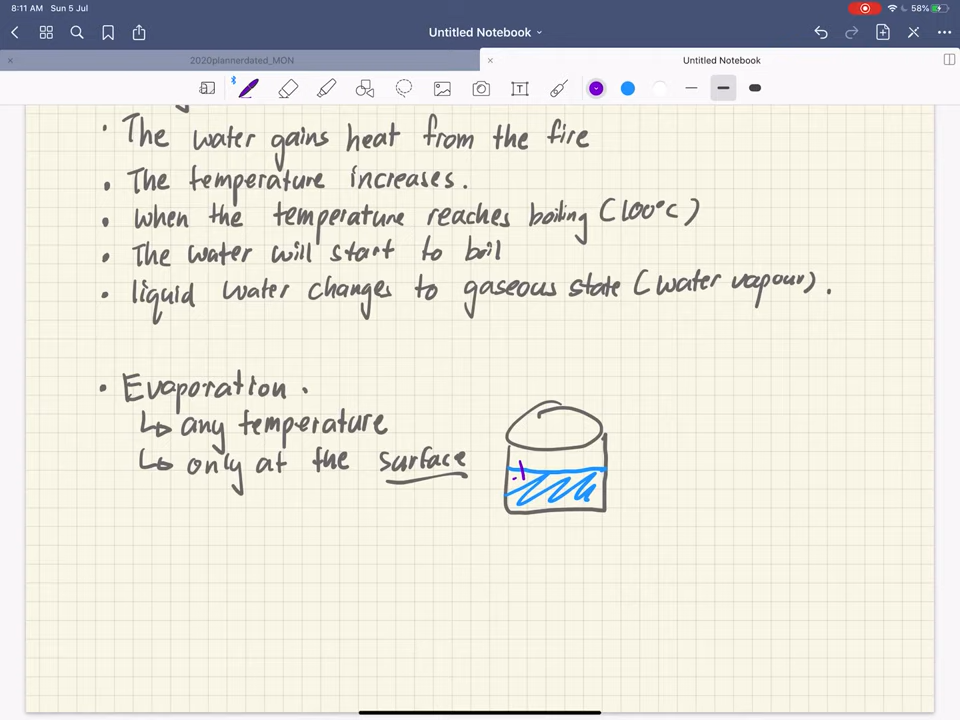 8:11 AM Sun 5 Jul
58%
Untitled Notebook
2020plannerdated_MON
Untitled Notebook
• The water gains heat from the fire
• The temperature increases.
• when the temperature reaches boiling (100°C)
• The water will start to boil
• liquid water changes to gaseous state (water vapour).
• Evaporation.
↳ any temperature
↳ only at the surface